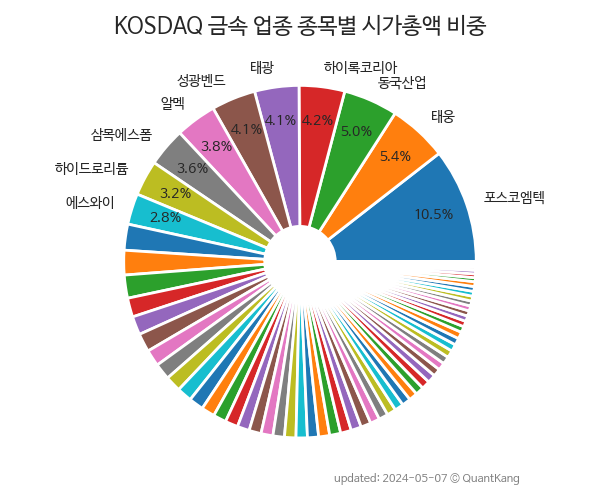 KOSDAQ 금속 업종 종목별 시가총액 비중
태광
하이록코리아
성광벤드
동국산업
알멕
태웅
삼목에스폼
하이드로리튬
에스와이
포스코엠텍
4.1%
4.1%
4.2%
5.0%
3.8%
5.4%
3.6%
3.2%
2.8%
10.5%
updated: 2024-05-07 © QuantKang